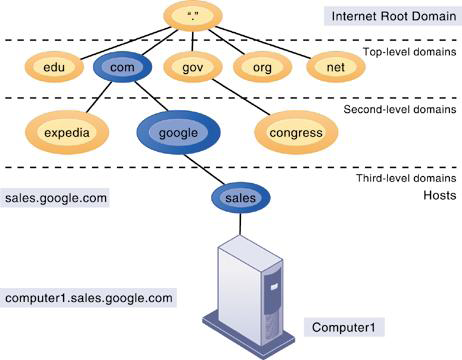 "."
Internet Root Domain
Top-level domains
edu com gov org net
Second-level domains
expedia google congress
Third-level domains
Hosts
sales.google.com
sales
computer1.sales.google.com
Computer1